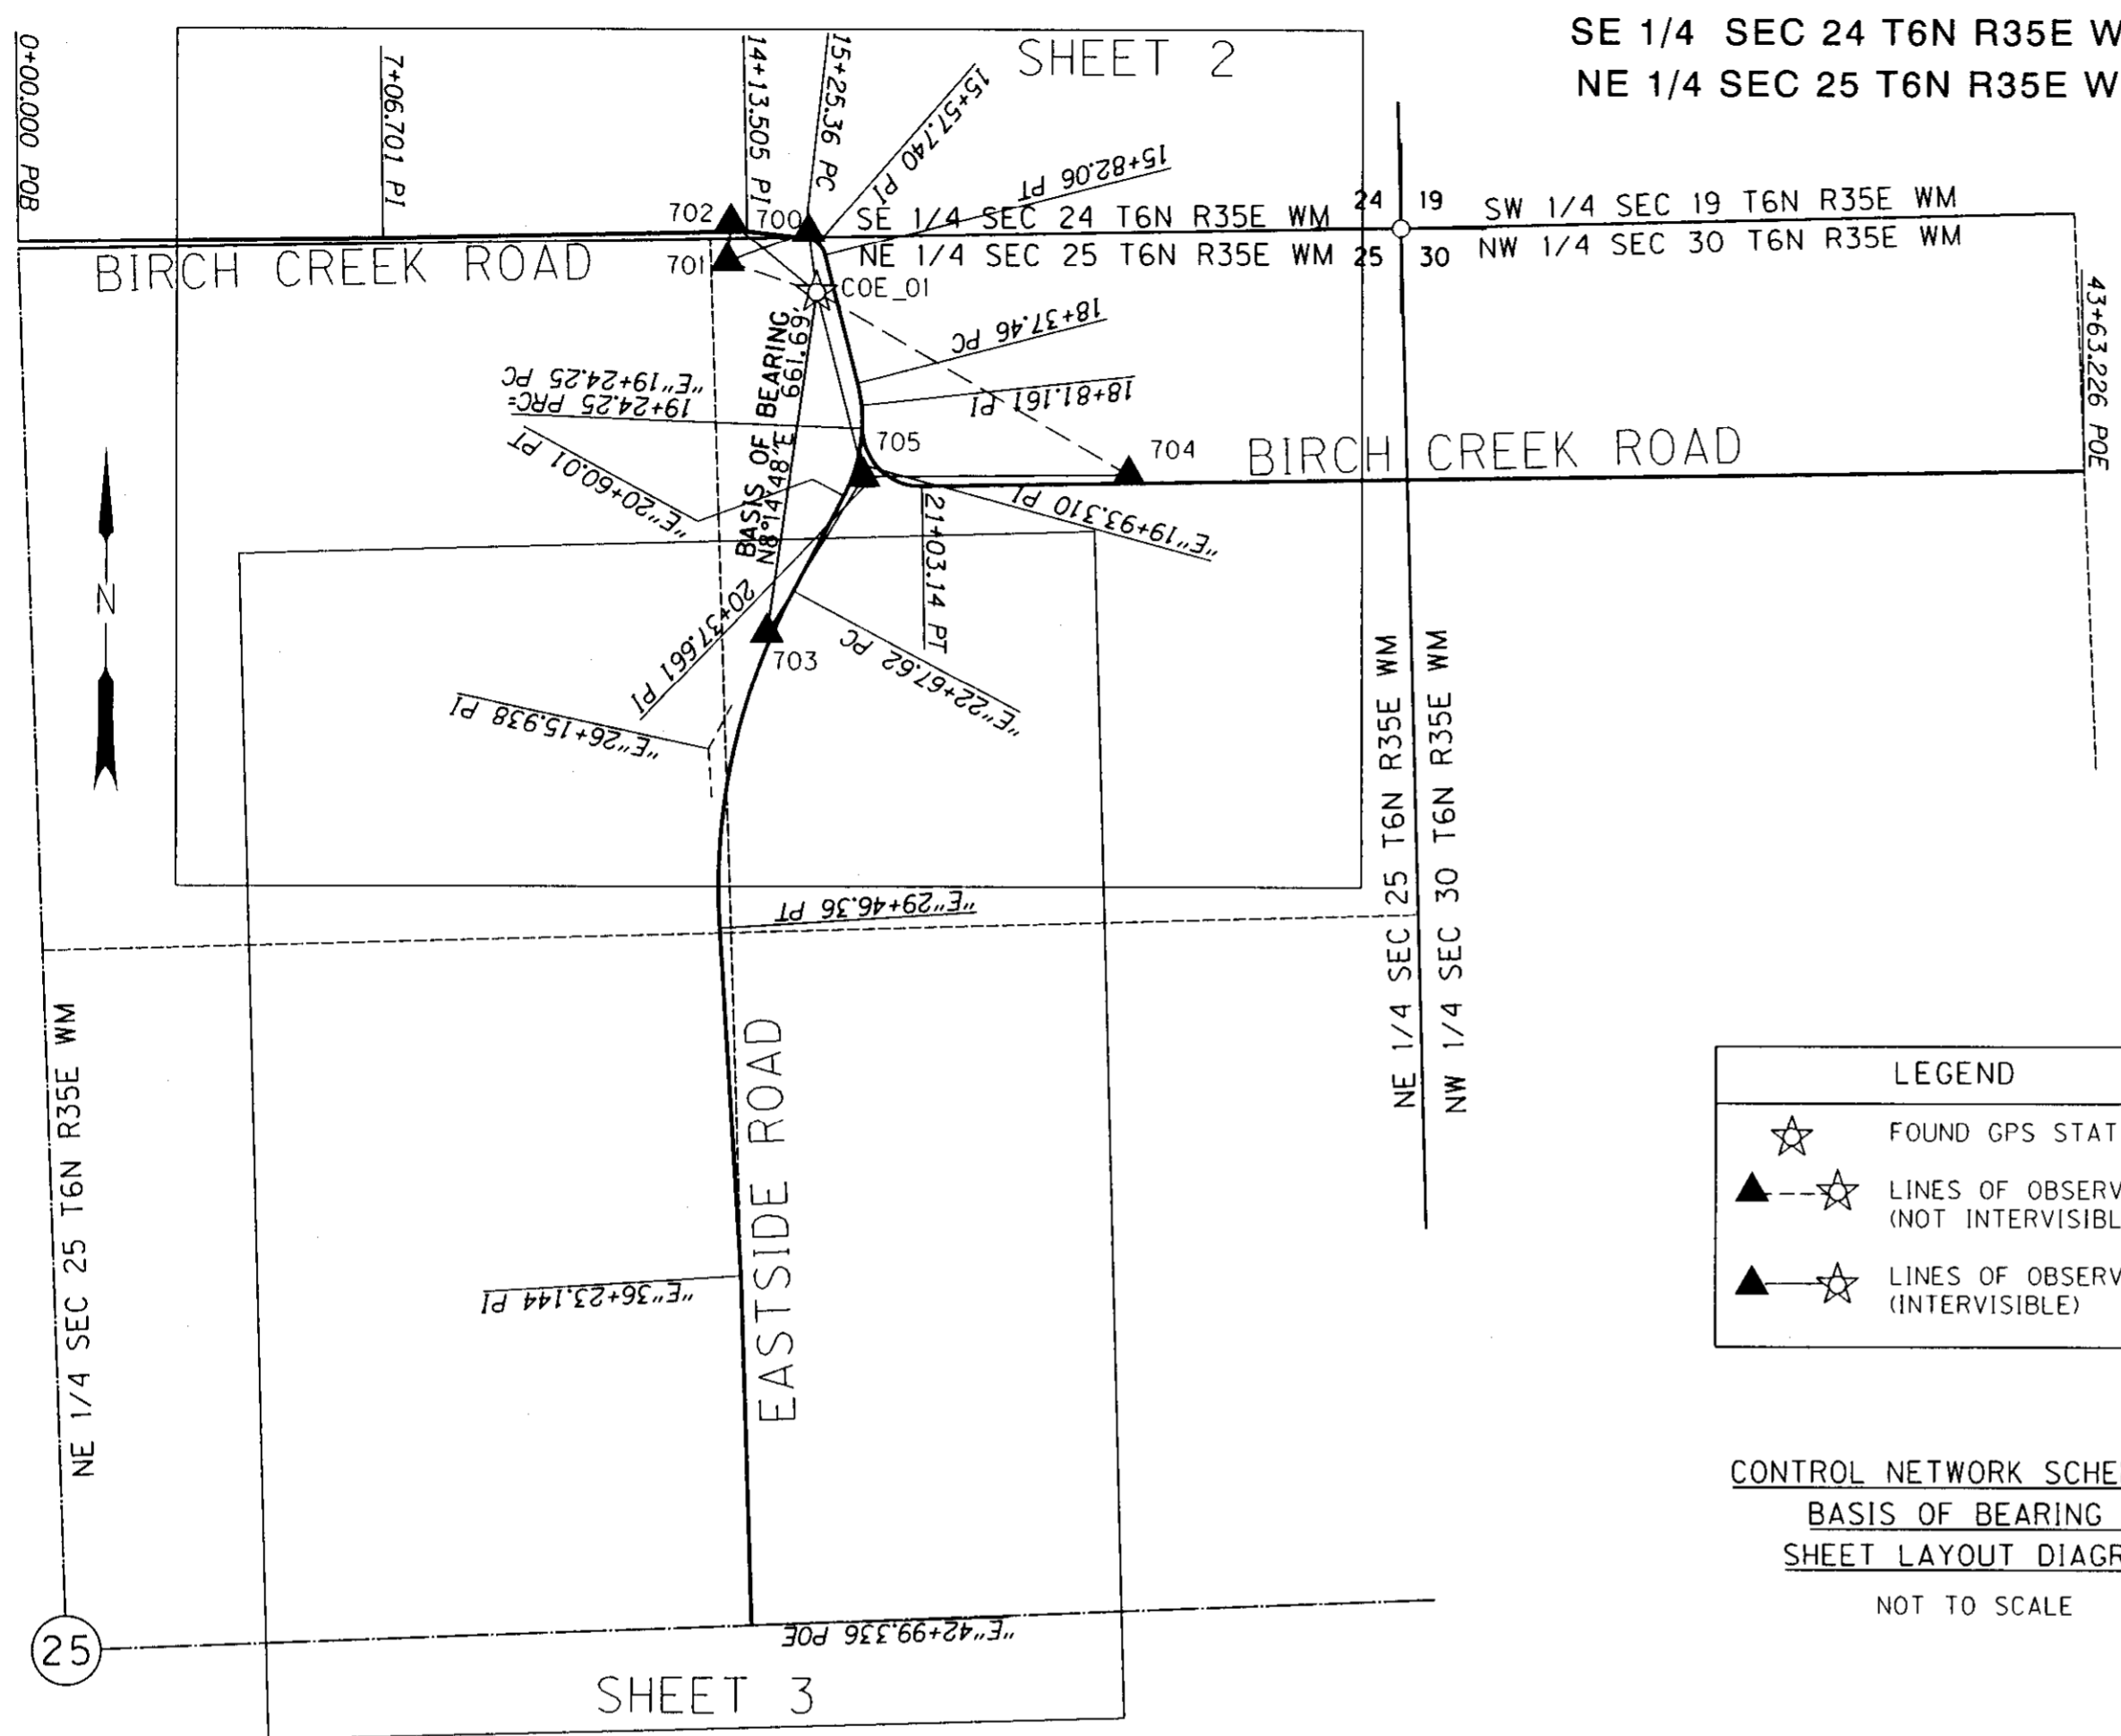 SE 1/4 SEC 24 T6N R35E W
NE 1/4 SEC 25 T6N R35E W
SHEET 2
0+00.000 POB
7+06.701 PI
14+13.505 PI
15+25.36 PC
15+57.740 PI
15+82.06 PT
702
700
701
SE 1/4 SEC 24 T6N R35E WM
NE 1/4 SEC 25 T6N R35E WM
24
19
25
30
SW 1/4 SEC 19 T6N R35E WM
NW 1/4 SEC 30 T6N R35E WM
BIRCH CREEK ROAD
COE_01
43+63.226 POE
18+37.46 PC
18+81.161 PI
BASIS OF BEARING
N8°14'48"E 661.69'
19+24.25 PRC=
"E"19+24.25 PC
"E"20+60.01 PT
705
704
BIRCH CREEK ROAD
"E"19+93.310 PI
21+03.14 PT
N
20+37.661 PI
703
"E"22+67.62 PC
"E"26+15.938 PI
NE 1/4 SEC 25 T6N R35E WM
NW 1/4 SEC 30 T6N R35E WM
"E"29+46.36 PT
NE 1/4 SEC 25 T6N R35E WM
EASTSIDE ROAD
"E"36+23.144 PI
LEGEND
FOUND GPS STAT
LINES OF OBSERV
(NOT INTERVISIBL
LINES OF OBSERV
(INTERVISIBLE)
CONTROL NETWORK SCHE
BASIS OF BEARING
SHEET LAYOUT DIAGR
NOT TO SCALE
25
"E"42+99.336 POE
SHEET 3